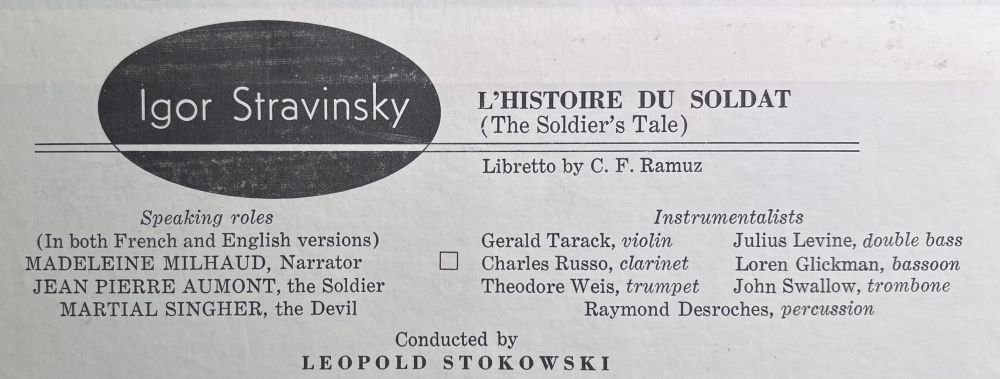 Igor Stravinsky
L'HISTOIRE DU SOLDAT
(The Soldier's Tale)
Libretto by C. F. Ramuz
Speaking roles
(In both French and English versions)
MADELEINE MILHAUD, Narrator
JEAN PIERRE AUMONT, the Soldier
MARTIAL SINGHER, the Devil
Instrumentalists
Gerald Tarack, violin Julius Levine, double bass
Charles Russo, clarinet Loren Glickman, bassoon
Theodore Weis, trumpet John Swallow, trombone
Raymond Desroches, percussion
Conducted by
LEOPOLD STOKOWSKI